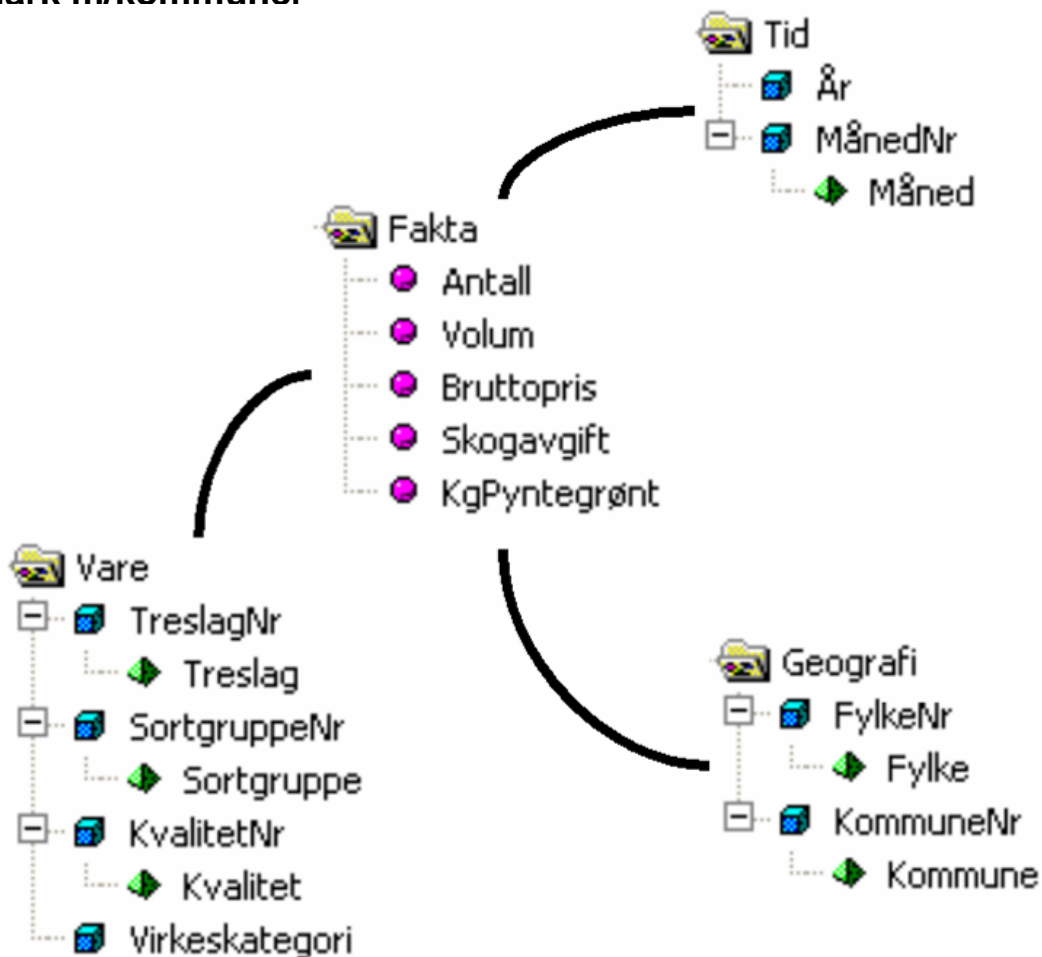 Tid
År
MånedNr
Måned
Fakta
Antall
Volum
Bruttopris
Skogavgift
KgPyntegrønt
Vare
TreslagNr
Treslag
SortgruppeNr
Sortgruppe
KvalitetNr
Kvalitet
Virkeskategori
Geografi
FylkeNr
Fylke
KommuneNr
Kommune